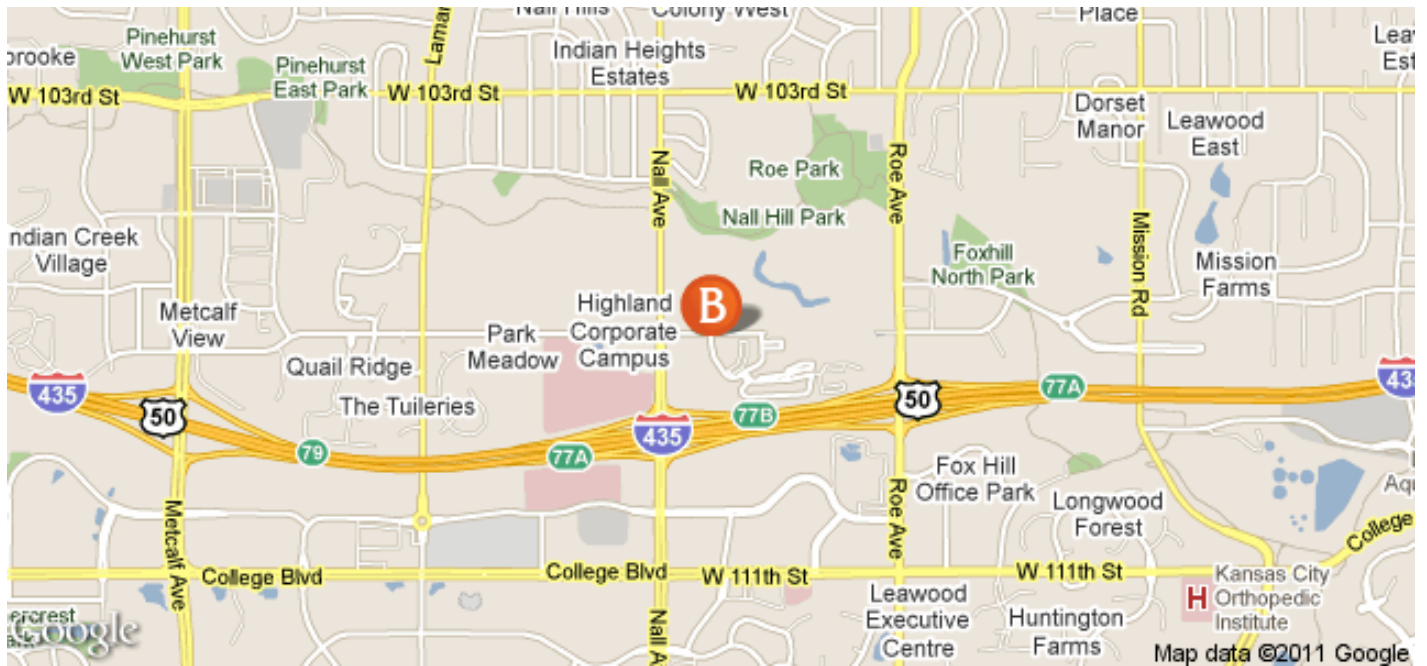 Nall Hills
Colony West
Place
Pinehurst
West Park
Lamar
Indian Heights
Estates
brooke
Pinehurst
East Park
W 103rd St
W 103rd St
W 103rd St
Dorset
Manor
Leawood
East
Nall Ave
Roe Park
Roe Ave
Nall Hill Park
Mission Rd
ndian Creek
Village
Foxhill
North Park
Mission
Farms
Metcalf
View
Highland
Corporate
Campus
B
Park
Meadow
Quail Ridge
The Tuileries
435
50
79
77A
435
77B
50
77A
435
Fox Hill
Office Park
Longwood
Forest
Metcalf Ave
Roe Ave
College
College Blvd
College Blvd
W 111th St
W 111th St
H
Kansas City
Orthopedic
Institute
Leawood
Executive
Centre
Huntington
Farms
Nall A
ercrest
Google
Map data ©2011 Google